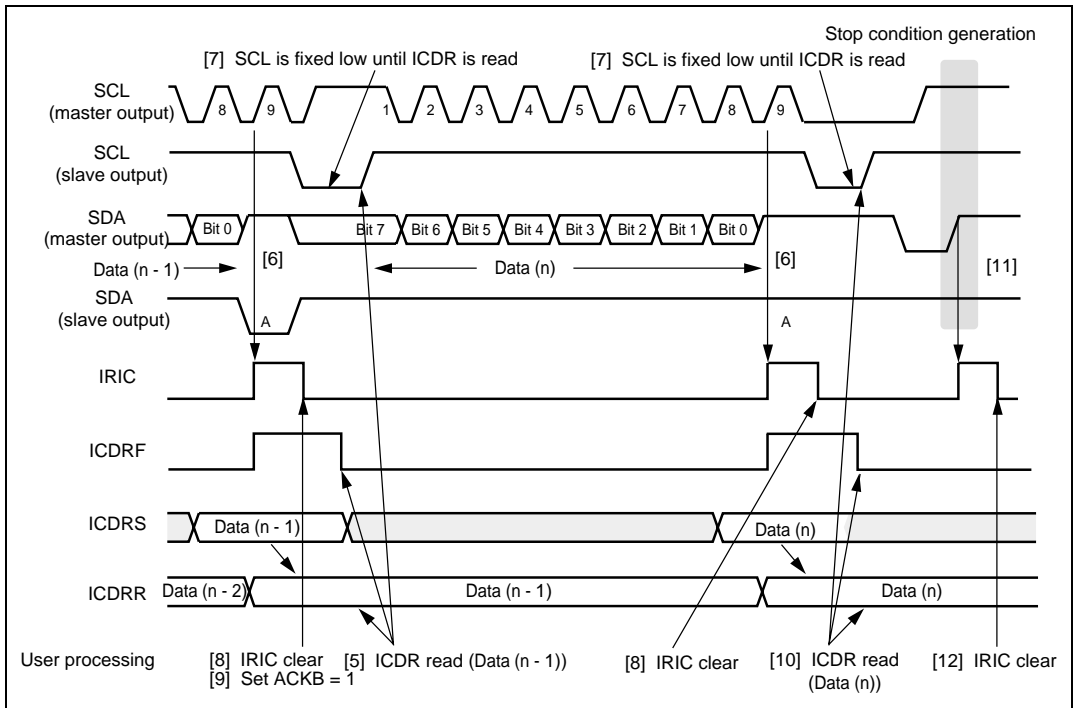 Stop condition generation
[7] SCL is fixed low until ICDR is read
[7] SCL is fixed low until ICDR is read
SCL
(master output)
8
9
1
2
3
4
5
6
7
8
9
SCL
(slave output)
SDA
(master output)
Bit 0
Bit 7
Bit 6
Bit 5
Bit 4
Bit 3
Bit 2
Bit 1
Bit 0
Data (n - 1)
[6]
Data (n)
[6]
[11]
SDA
(slave output)
A
A
IRIC
ICDRF
ICDRS
Data (n - 1)
Data (n)
ICDRR
Data (n - 2)
Data (n - 1)
Data (n)
User processing
[8] IRIC clear
[9] Set ACKB = 1
[5] ICDR read (Data (n - 1))
[8] IRIC clear
[10] ICDR read
(Data (n))
[12] IRIC clear